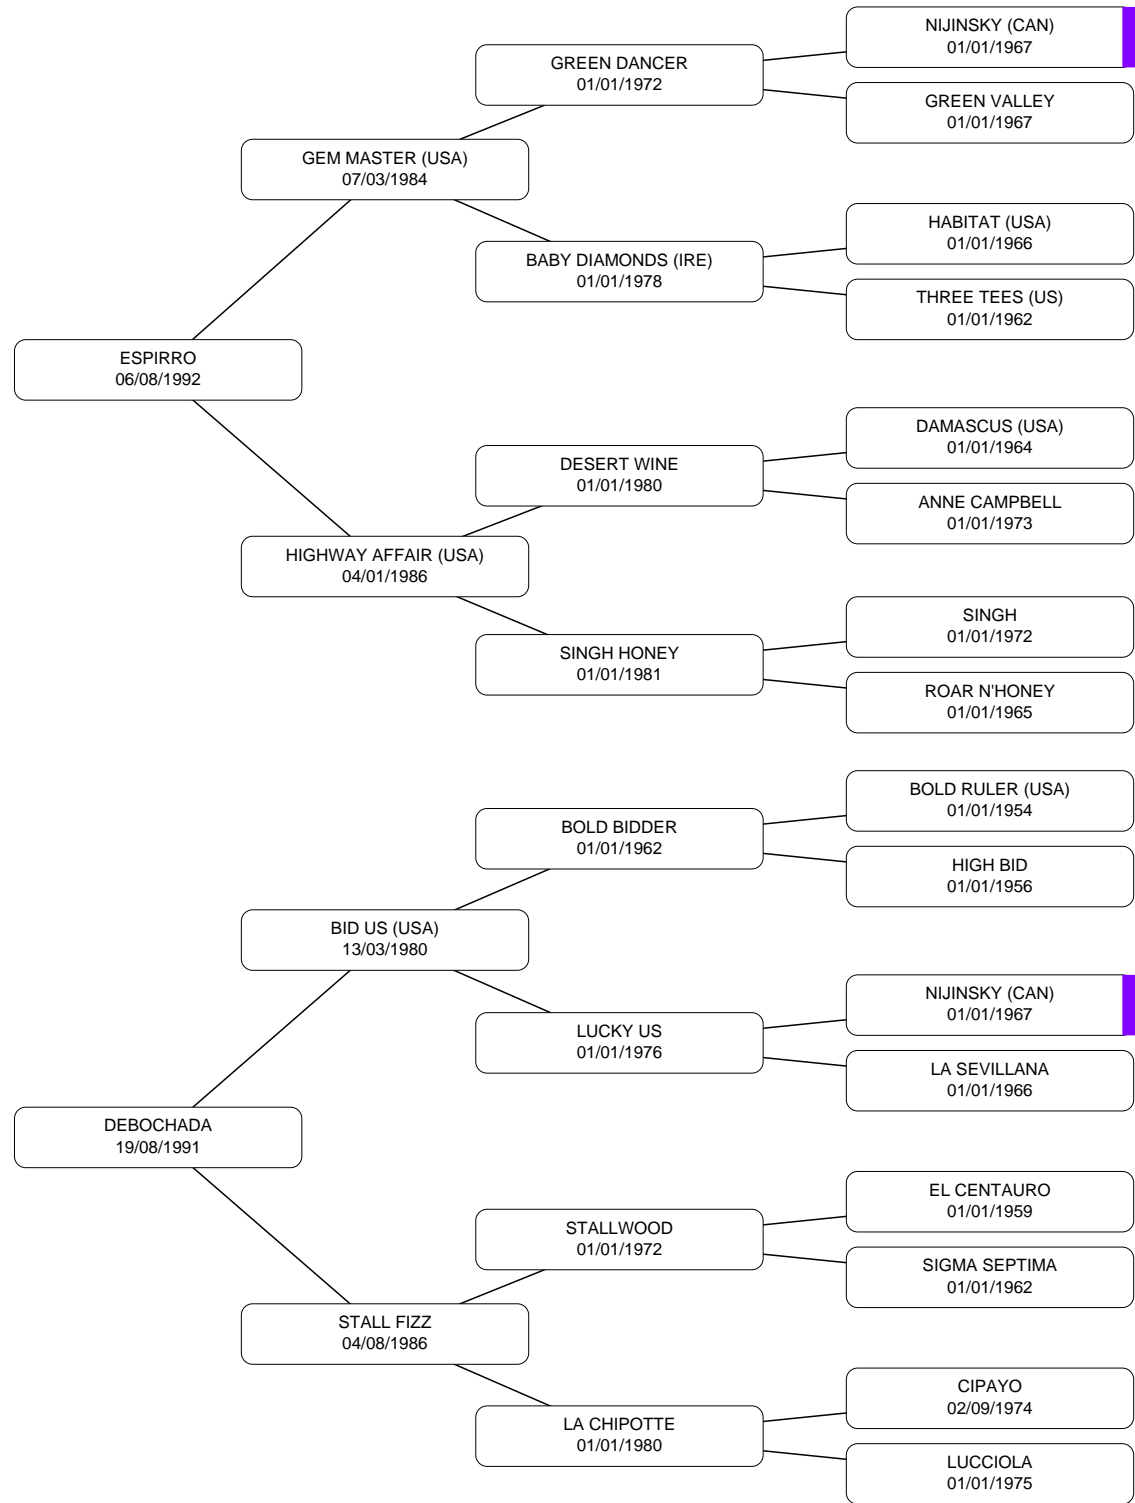 NIJINSKY (CAN)
01/01/1967
GREEN DANCER
01/01/1972
GREEN VALLEY
01/01/1967
GEM MASTER (USA)
07/03/1984
HABITAT (USA)
01/01/1966
BABY DIAMONDS (IRE)
01/01/1978
THREE TEES (US)
01/01/1962
ESPIRRO
06/08/1992
DAMASCUS (USA)
01/01/1964
DESERT WINE
01/01/1980
ANNE CAMPBELL
01/01/1973
HIGHWAY AFFAIR (USA)
04/01/1986
SINGH
01/01/1972
SINGH HONEY
01/01/1981
ROAR N'HONEY
01/01/1965
BOLD RULER (USA)
01/01/1954
BOLD BIDDER
01/01/1962
HIGH BID
01/01/1956
BID US (USA)
13/03/1980
NIJINSKY (CAN)
01/01/1967
LUCKY US
01/01/1976
LA SEVILLANA
01/01/1966
DEBOCHADA
19/08/1991
EL CENTAURO
01/01/1959
STALLWOOD
01/01/1972
SIGMA SEPTIMA
01/01/1962
STALL FIZZ
04/08/1986
CIPAYO
02/09/1974
LA CHIPOTTE
01/01/1980
LUCCIOLA
01/01/1975